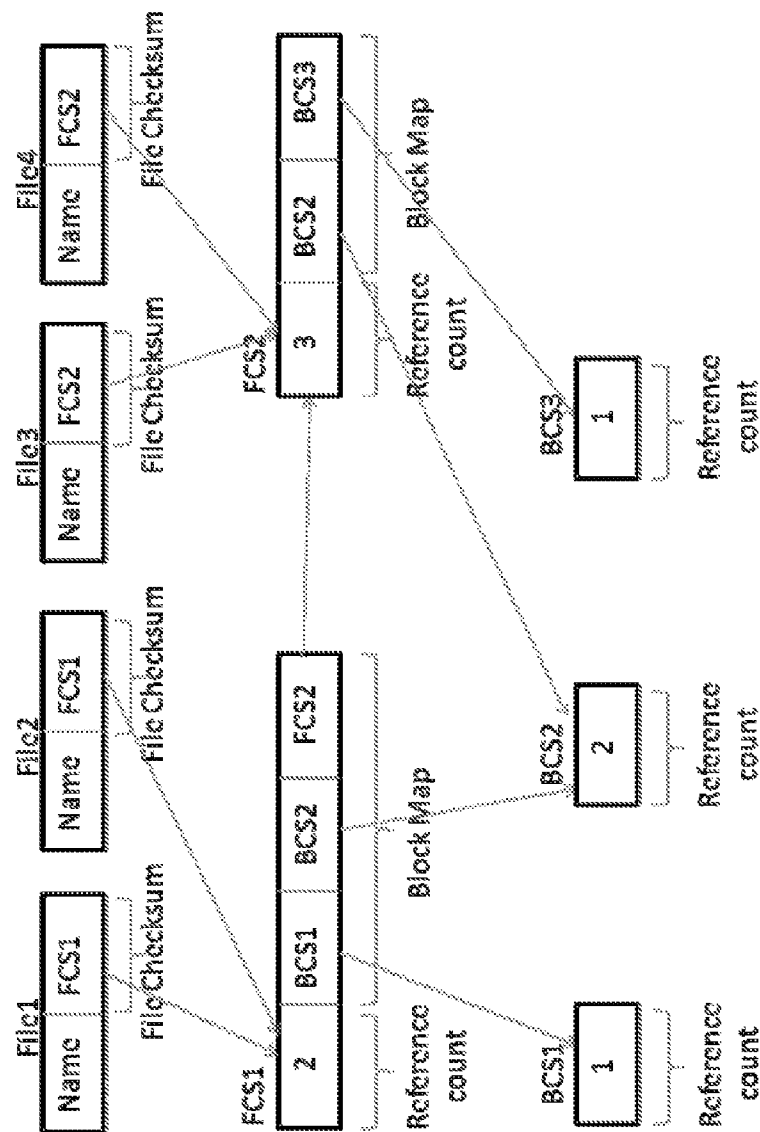 File1
Name FCS1
File Checksum
File2
Name FCS1
File Checksum
File3
Name FCS2
File Checksum
File4
Name FCS2
File Checksum
FCS1
2 BCS1 BCS2 FCS2
Reference
count
Block Map
FCS2
3 BCS2 BCS3
Reference
count
Block Map
BCS1
1
Reference
count
BCS2
2
Reference
count
BCS3
1
Reference
count